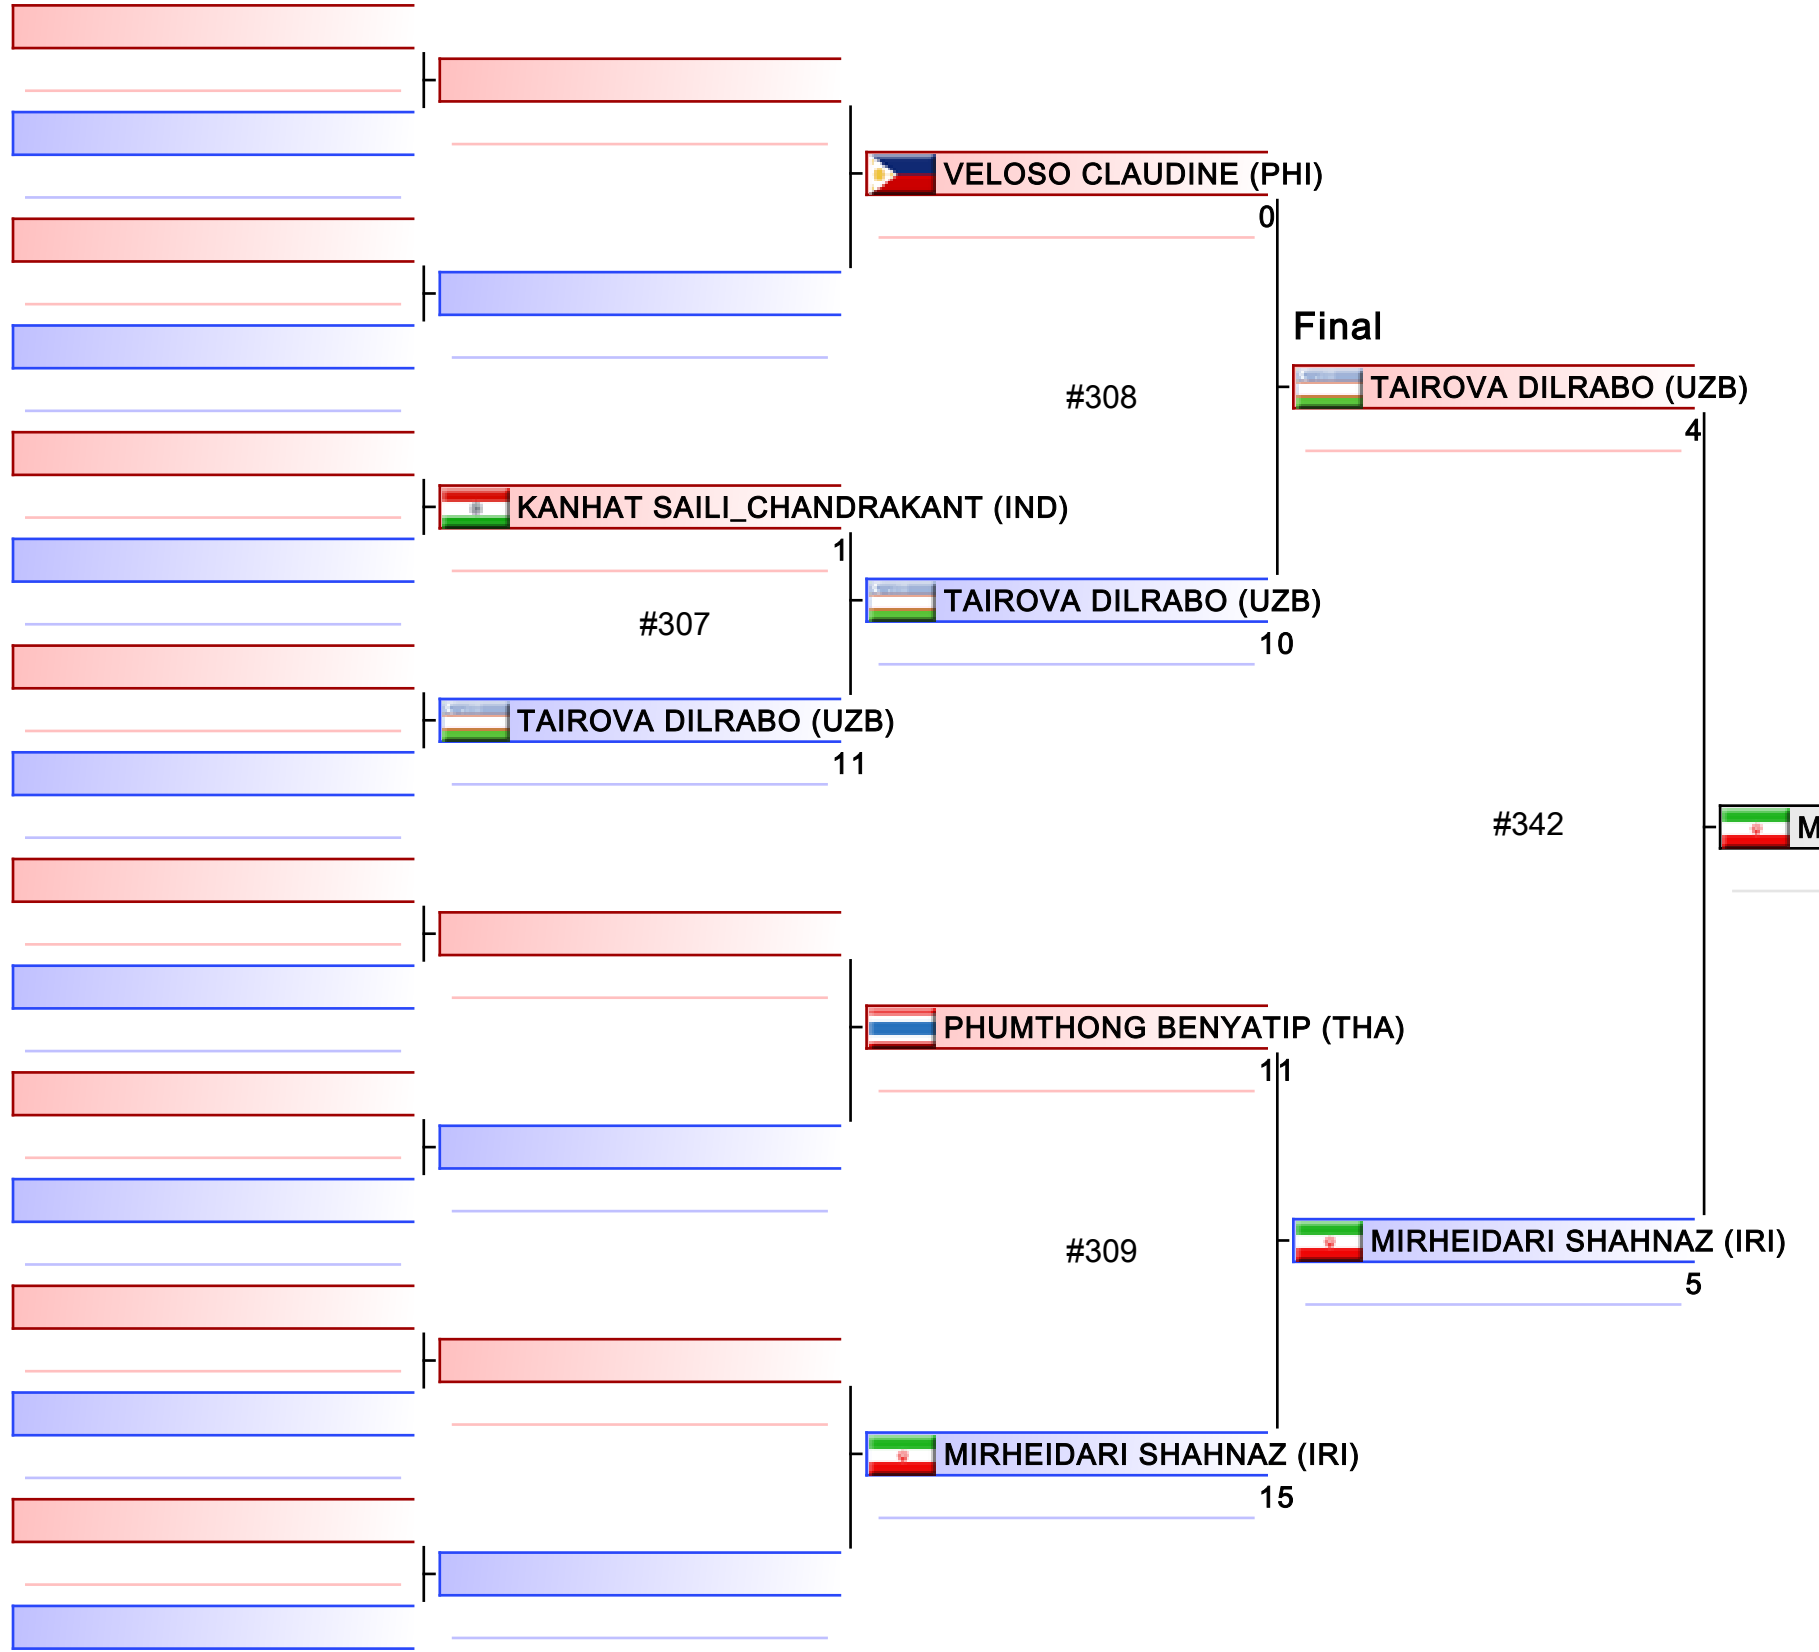 VELOSO CLAUDINE (PHI)
0
Final
#308
TAIROVA DILRABO (UZB)
4
KANHAT SAILI_CHANDRAKANT (IND)
1
TAIROVA DILRABO (UZB)
10
#307
TAIROVA DILRABO (UZB)
11
#342
M
PHUMTHONG BENYATIP (THA)
11
#309
MIRHEIDARI SHAHNAZ (IRI)
5
MIRHEIDARI SHAHNAZ (IRI)
15